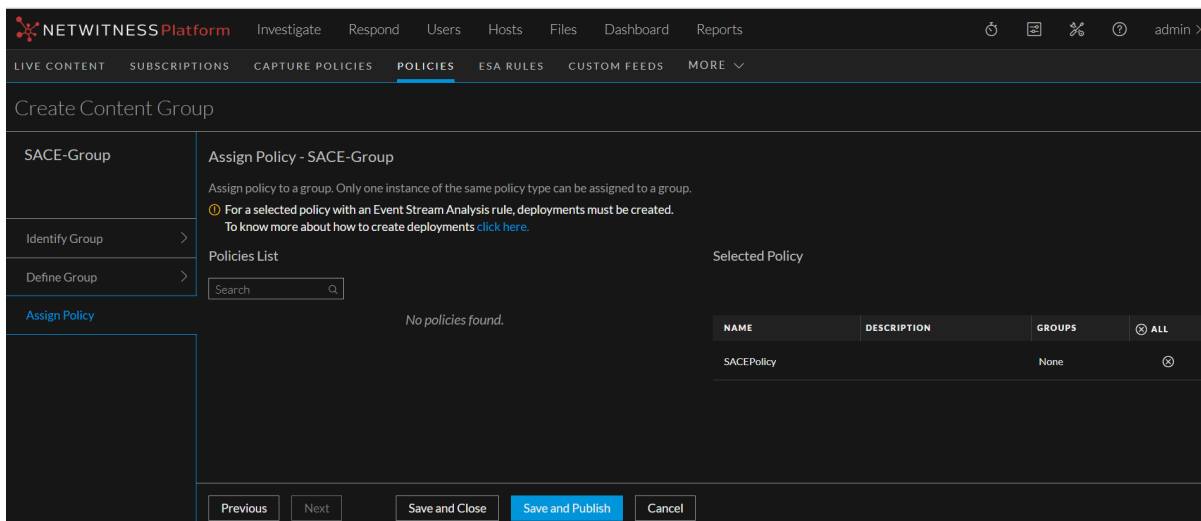 NETWITNESS Platform Investigate Respond Users Hosts Files Dashboard Reports admin
LIVE CONTENT SUBSCRIPTIONS CAPTURE POLICIES POLICIES ESA RULES CUSTOM FEEDS MORE
Create Content Group
SACE-Group
Identify Group
Define Group
Assign Policy
Assign Policy - SACE-Group
Assign policy to a group. Only one instance of the same policy type can be assigned to a group.
For a selected policy with an Event Stream Analysis rule, deployments must be created.
To know more about how to create deployments click here.
Policies List
Search
No policies found.
Selected Policy
NAME DESCRIPTION GROUPS ALL
SACEPolicy None
Previous Next Save and Close Save and Publish Cancel